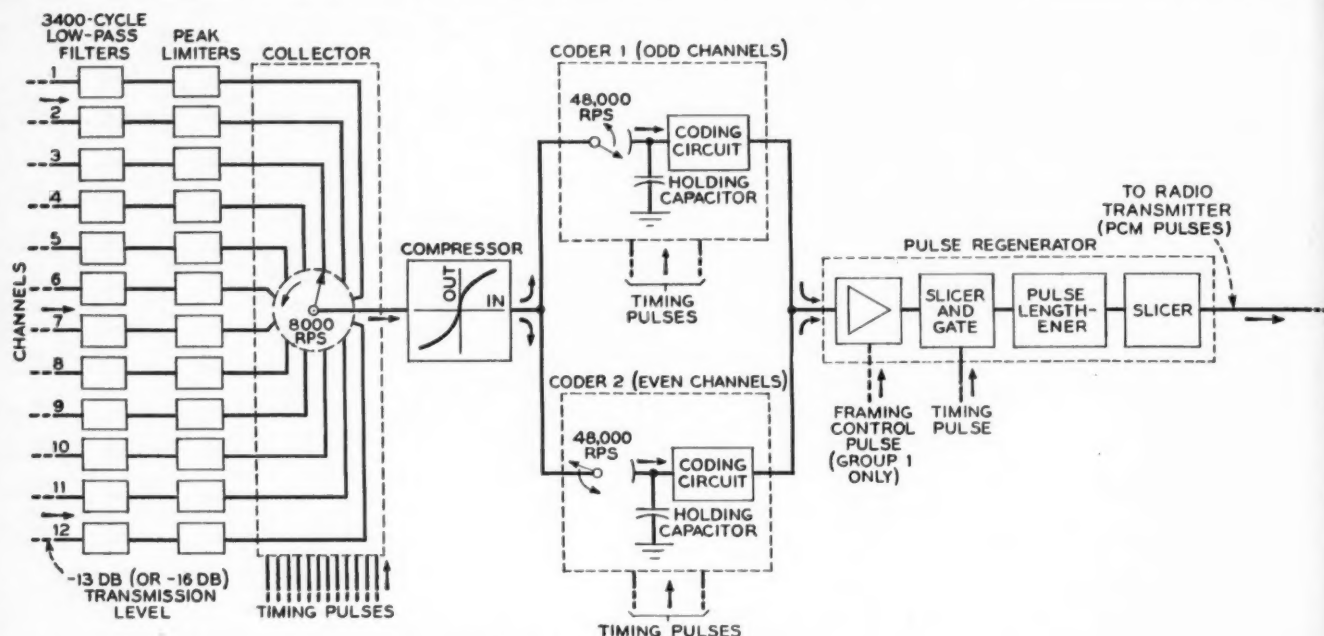 3400-CYCLE
LOW-PASS
FILTERS
PEAK
LIMITERS
COLLECTOR
CHANNELS
1
2
3
4
5
6
7
8
9
10
11
12
8000
RPS
-13 DB (OR -16 DB)
TRANSMISSION
LEVEL
TIMING PULSES
COMPRESSOR
OUT
IN
CODER 1 (ODD CHANNELS)
48,000
RPS
CODING
CIRCUIT
HOLDING
CAPACITOR
TIMING
PULSES
CODER 2 (EVEN CHANNELS)
48,000
RPS
CODING
CIRCUIT
HOLDING
CAPACITOR
TIMING PULSES
TO RADIO
TRANSMITTER
(PCM PULSES)
PULSE REGENERATOR
SLICER
AND
GATE
PULSE
LENGTH-
ENER
SLICER
FRAMING
CONTROL
PULSE
(GROUP 1
ONLY)
TIMING
PULSE